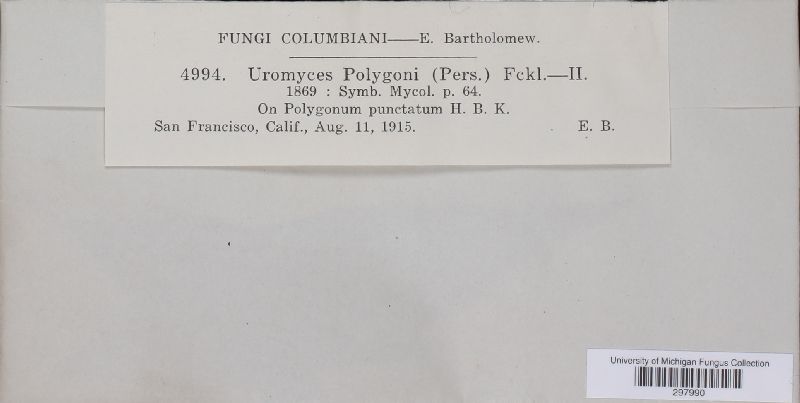 FUNGI COLUMBIANI——E. Bartholomew.
4994. Uromyces Polygoni (Pers.) Fckl.—II.
1869 : Symb. Mycol. p. 64.
On Polygonum punctatum H. B. K.
San Francisco, Calif., Aug. 11, 1915. E. B.
University of Michigan Fungus Collection
297990